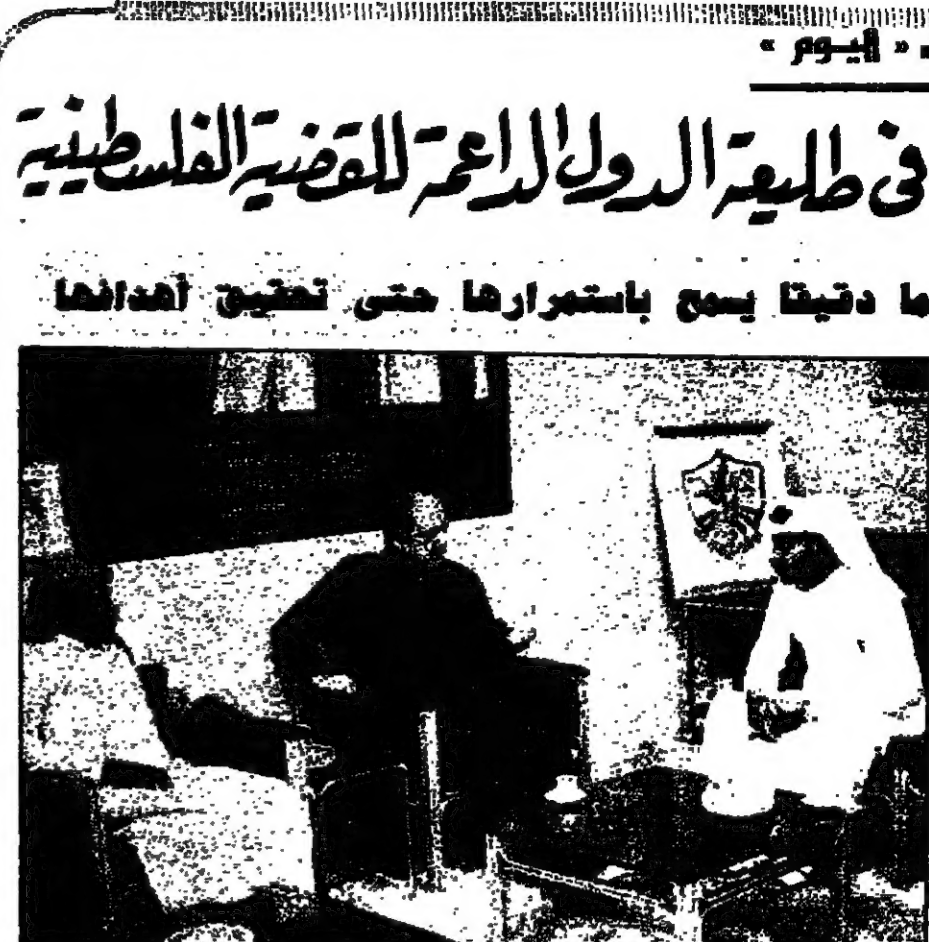 « اليوم »
فى طليعة الدول الداعمة للقضية الفلسطينية
ما دقيقا يسمح باستمرارها حتى تحقيق أهدافها